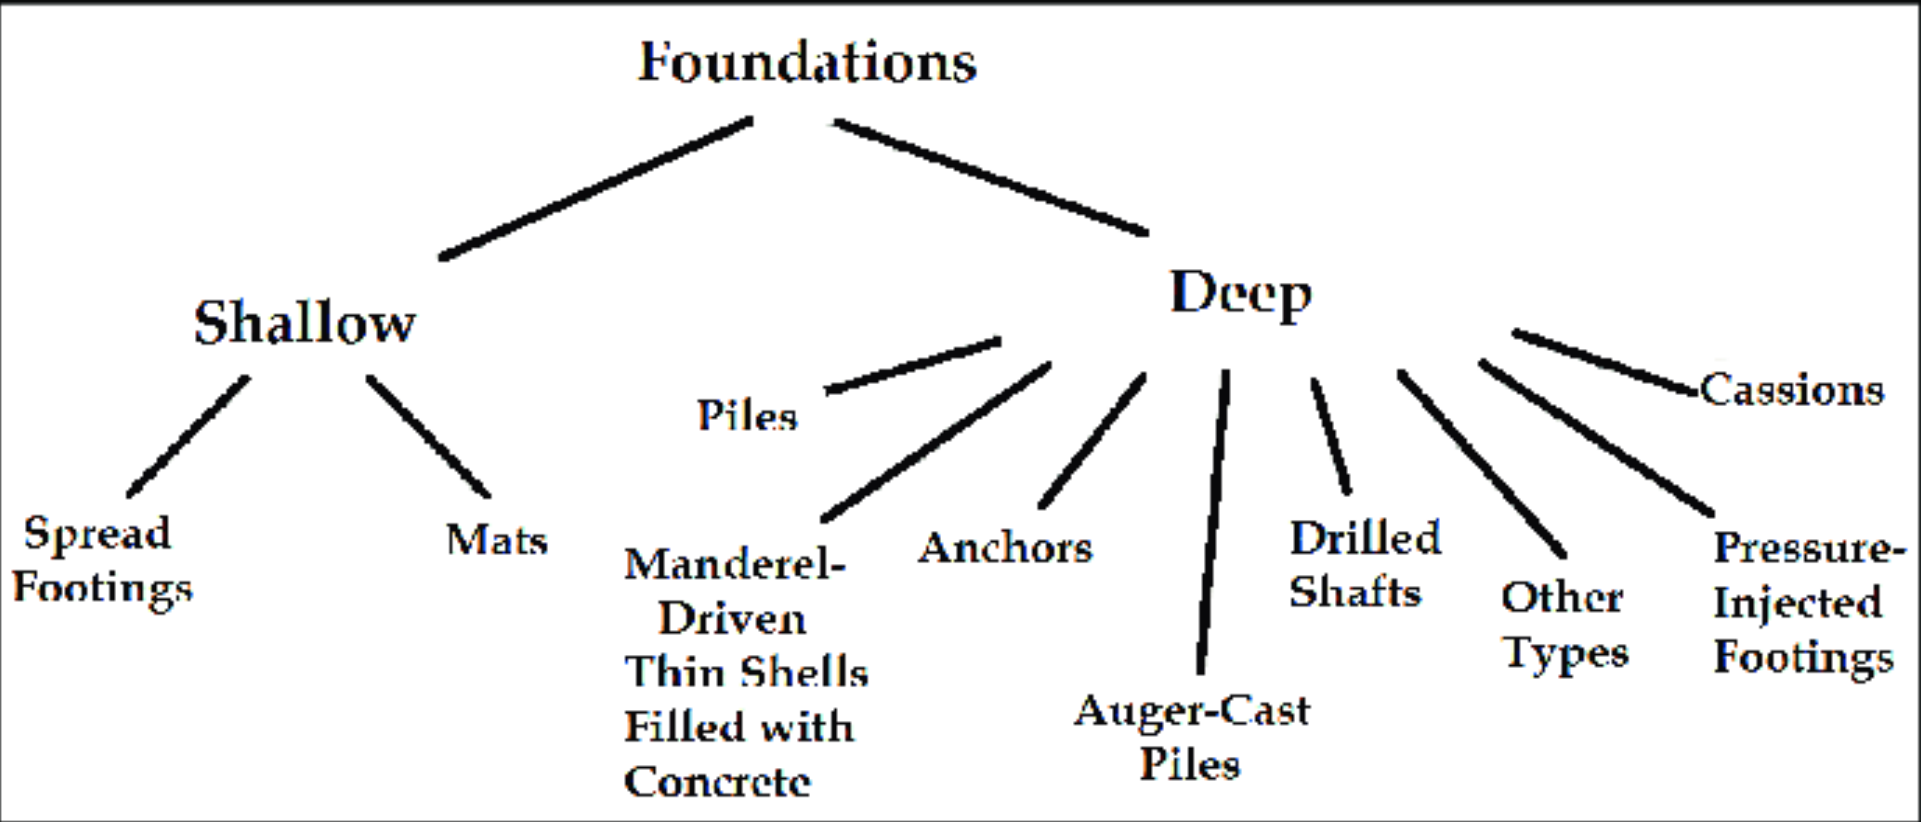 Foundations
Shallow
Deep
Spread
Footings
Mats
Piles
Manderel-
Driven
Thin Shells
Filled with
Concrete
Anchors
Auger-Cast
Piles
Drilled
Shafts
Other
Types
Pressure-
Injected
Footings
Cassions